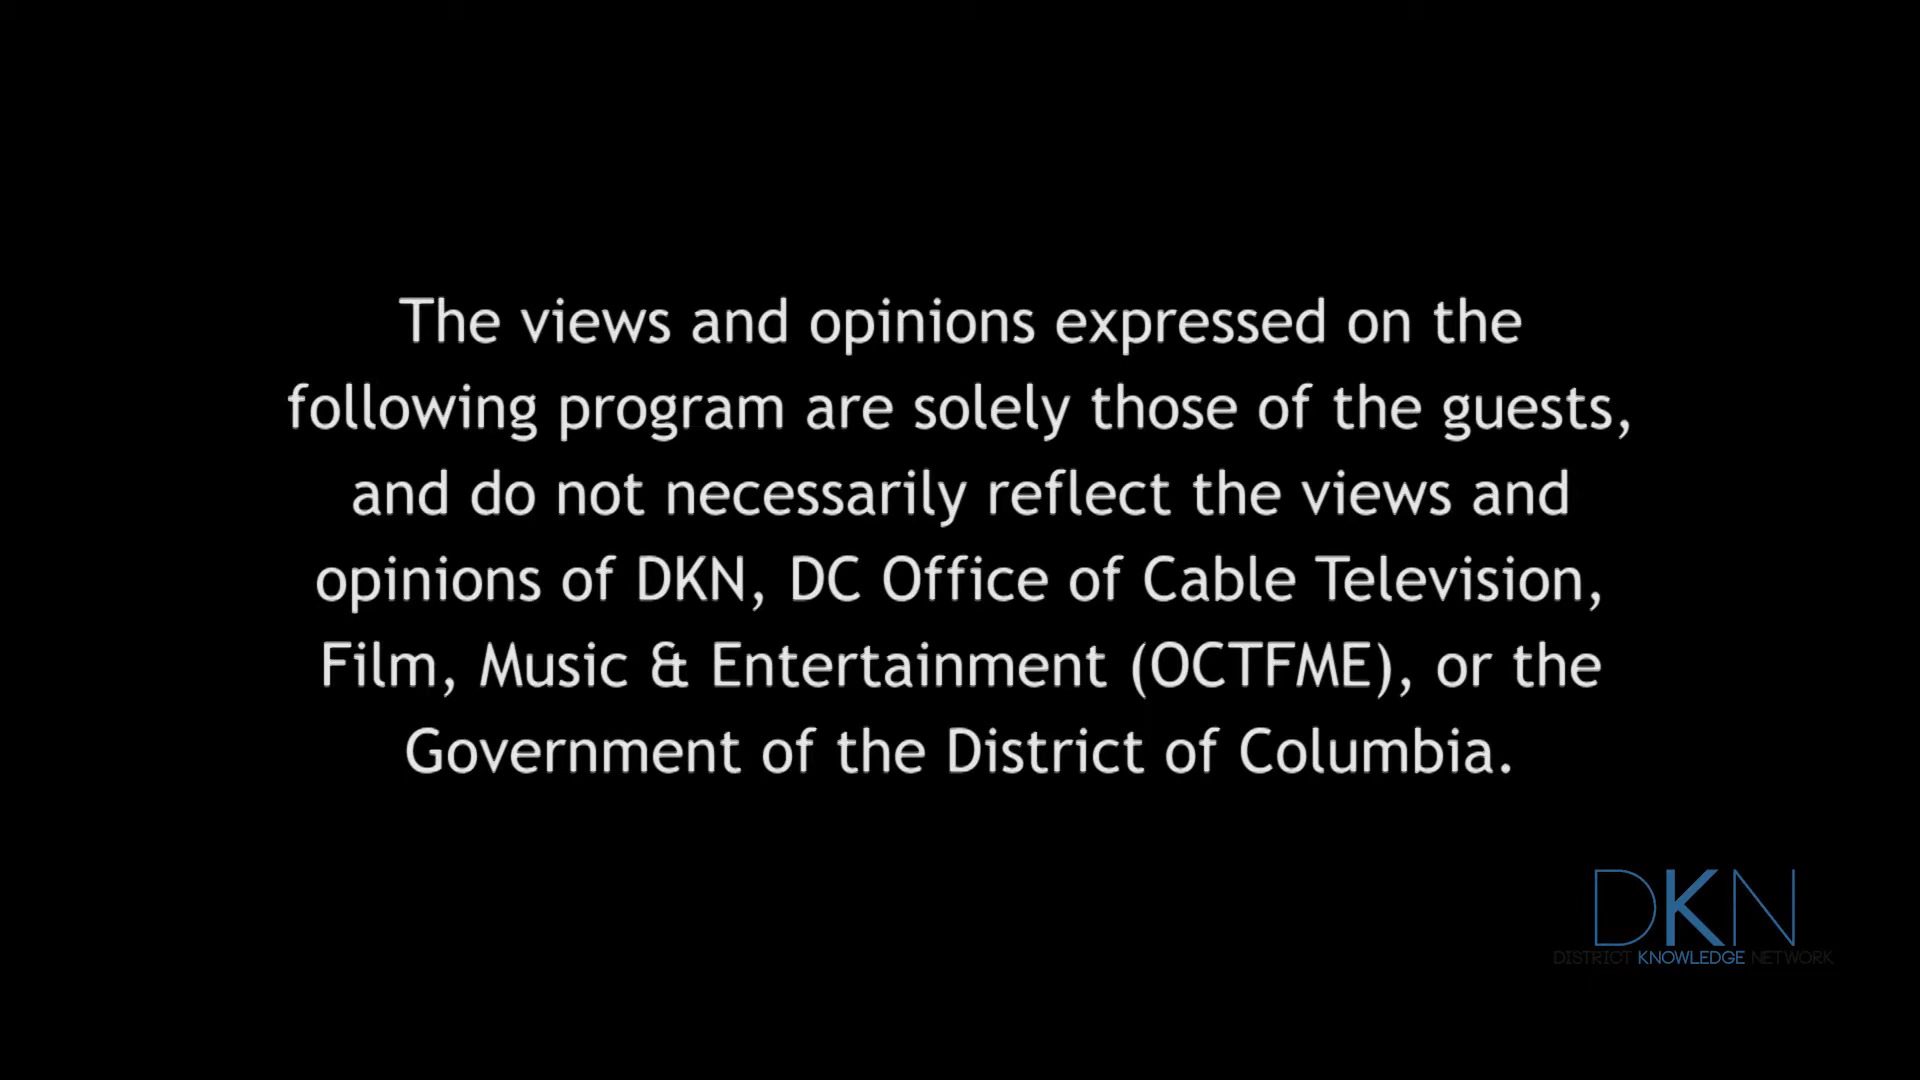 The views and opinions expressed on the
following program are solely those of the guests,
and do not necessarily reflect the views and
opinions of DKN, DC Office of Cable Television,
Film, Music & Entertainment (OCTFME), or the
Government of the District of Columbia.
DKN
DISTRICT KNOWLEDGE NETWORK